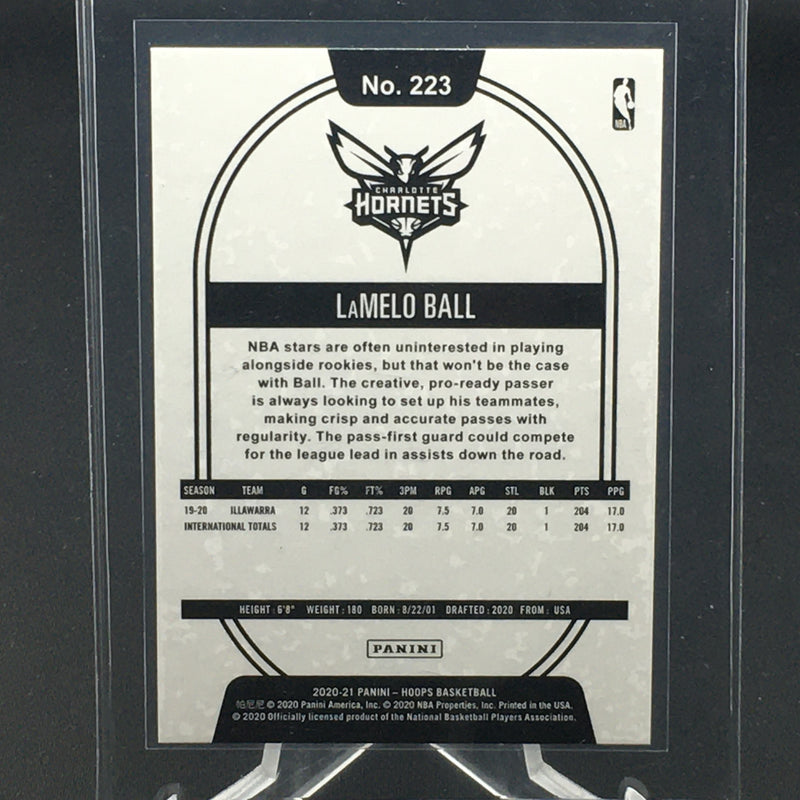 No. 223
NBA
CHARLOTTE
HORNETS
LAMELO BALL
NBA stars are often uninterested in playing
alongside rookies, but that won't be the case
with Ball. The creative, pro-ready passer
is always looking to set up his teammates,
making crisp and accurate passes with
regularity. The pass-first guard could compete
for the league lead in assists down the road.
SEASON TEAM G FG% FT% 3PM RPG APG STL BLK PTS PPG
19-20 ILLAWARRA 12 .373 .723 20 7.5 7.0 20 1 204 17.0
INTERNATIONAL TOTALS 12 .373 .723 20 7.5 7.0 20 1 204 17.0
HEIGHT: 6'8" WEIGHT: 180 BORN: 8/22/01 DRAFTED: 2020 FROM: USA
PANINI
2020-21 PANINI – HOOPS BASKETBALL
帕尼尼 © 2020 Panini America, Inc. © 2020 NBA Properties, Inc. Printed in the USA.
© 2020 Officially licensed product of the National Basketball Players Association.